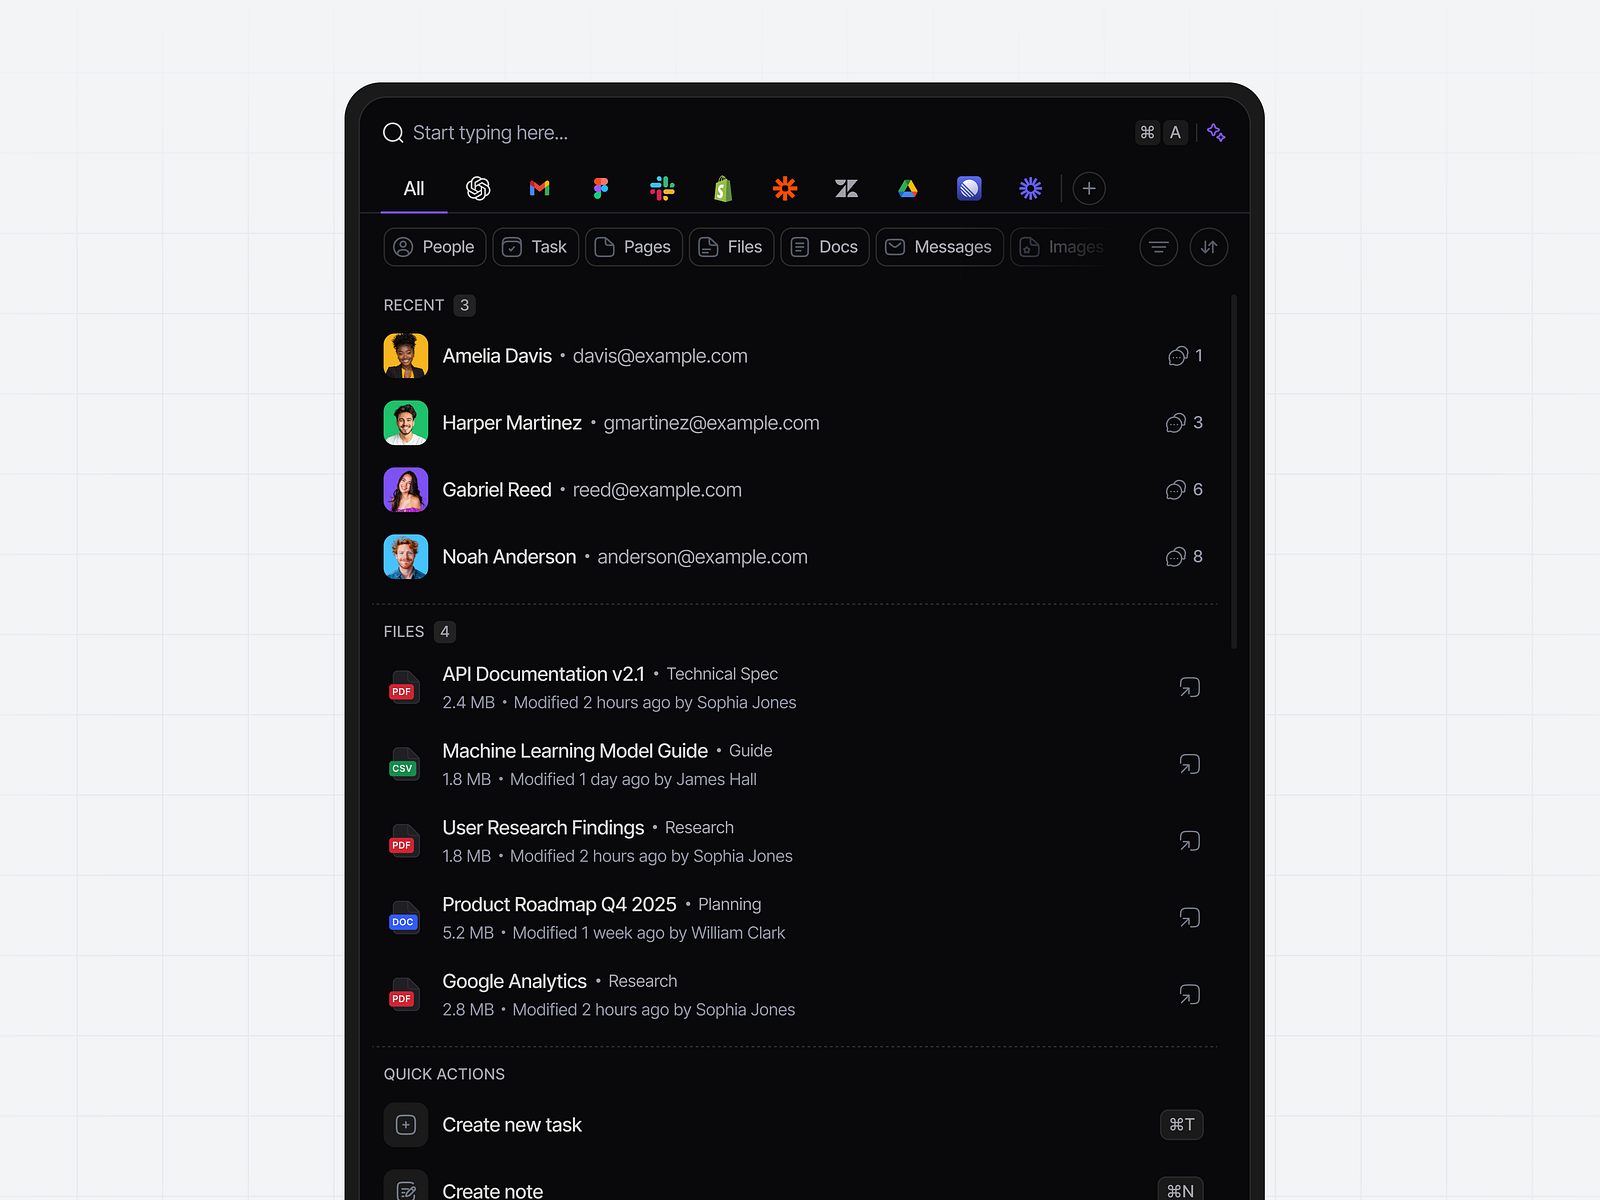 Start typing here... ⌘ A
All
People Task Pages Files Docs Messages Images
RECENT 3
Amelia Davis • davis@example.com 1
Harper Martinez • gmartinez@example.com 3
Gabriel Reed • reed@example.com 6
Noah Anderson • anderson@example.com 8
FILES 4
API Documentation v2.1 • Technical Spec
PDF
2.4 MB • Modified 2 hours ago by Sophia Jones
Machine Learning Model Guide • Guide
CSV
1.8 MB • Modified 1 day ago by James Hall
User Research Findings • Research
PDF
1.8 MB • Modified 2 hours ago by Sophia Jones
Product Roadmap Q4 2025 • Planning
DOC
5.2 MB • Modified 1 week ago by William Clark
Google Analytics • Research
PDF
2.8 MB • Modified 2 hours ago by Sophia Jones
QUICK ACTIONS
Create new task ⌘T
Create note ⌘N